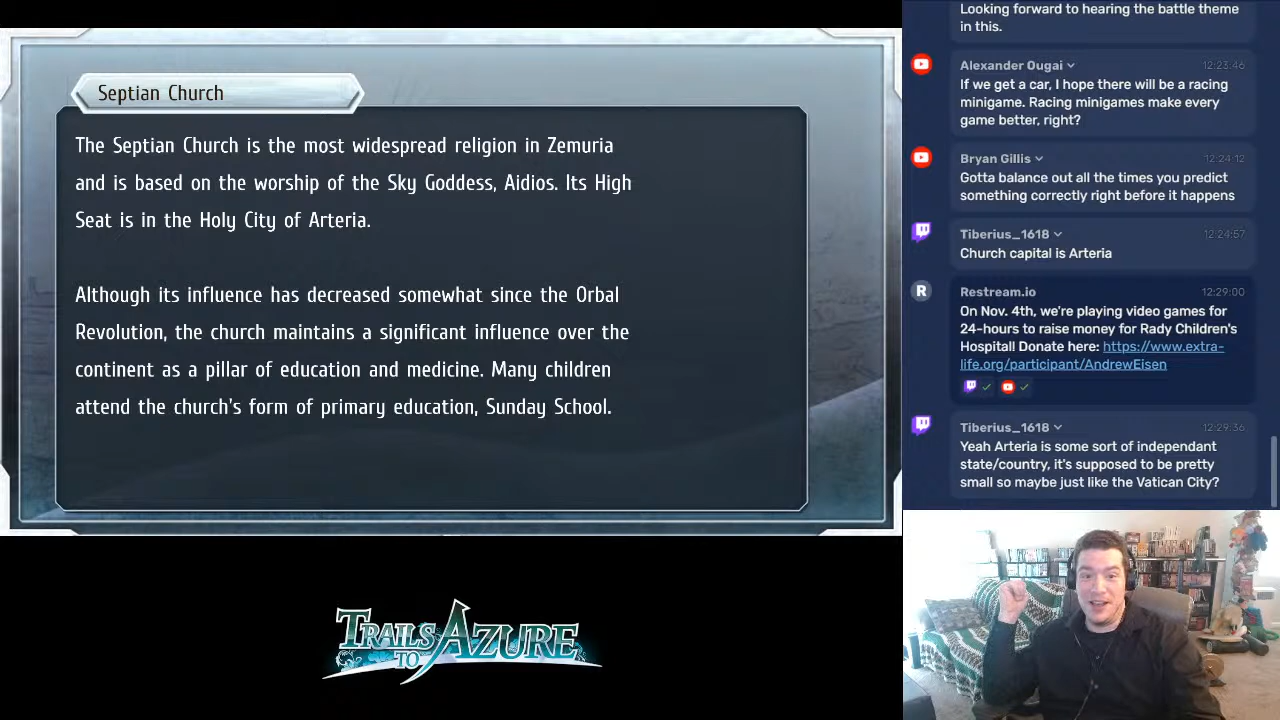 Septian Church
The Septian Church is the most widespread religion in Zemuria
and is based on the worship of the Sky Goddess, Aidios. Its High
Seat is in the Holy City of Arteria.
Although its influence has decreased somewhat since the Orbal
Revolution, the church maintains a significant influence over the
continent as a pillar of education and medicine. Many children
attend the church's form of primary education, Sunday School.
TRAILS
TO
AZURE
Looking forward to hearing the battle theme
in this.
Alexander Ougai 12:23:46
If we get a car, I hope there will be a racing
minigame. Racing minigames make every
game better, right?
Bryan Gillis 12:24:12
Gotta balance out all the times you predict
something correctly right before it happens
Tiberius_1618 12:24:57
Church capital is Arteria
R Restream.io 12:29:00
On Nov. 4th, we're playing video games for
24-hours to raise money for Rady Children's
Hospital! Donate here: https://www.extra-
life.org/participant/AndrewEisen
Tiberius_1618 12:29:36
Yeah Arteria is some sort of independant
state/country, it's supposed to be pretty
small so maybe just like the Vatican City?